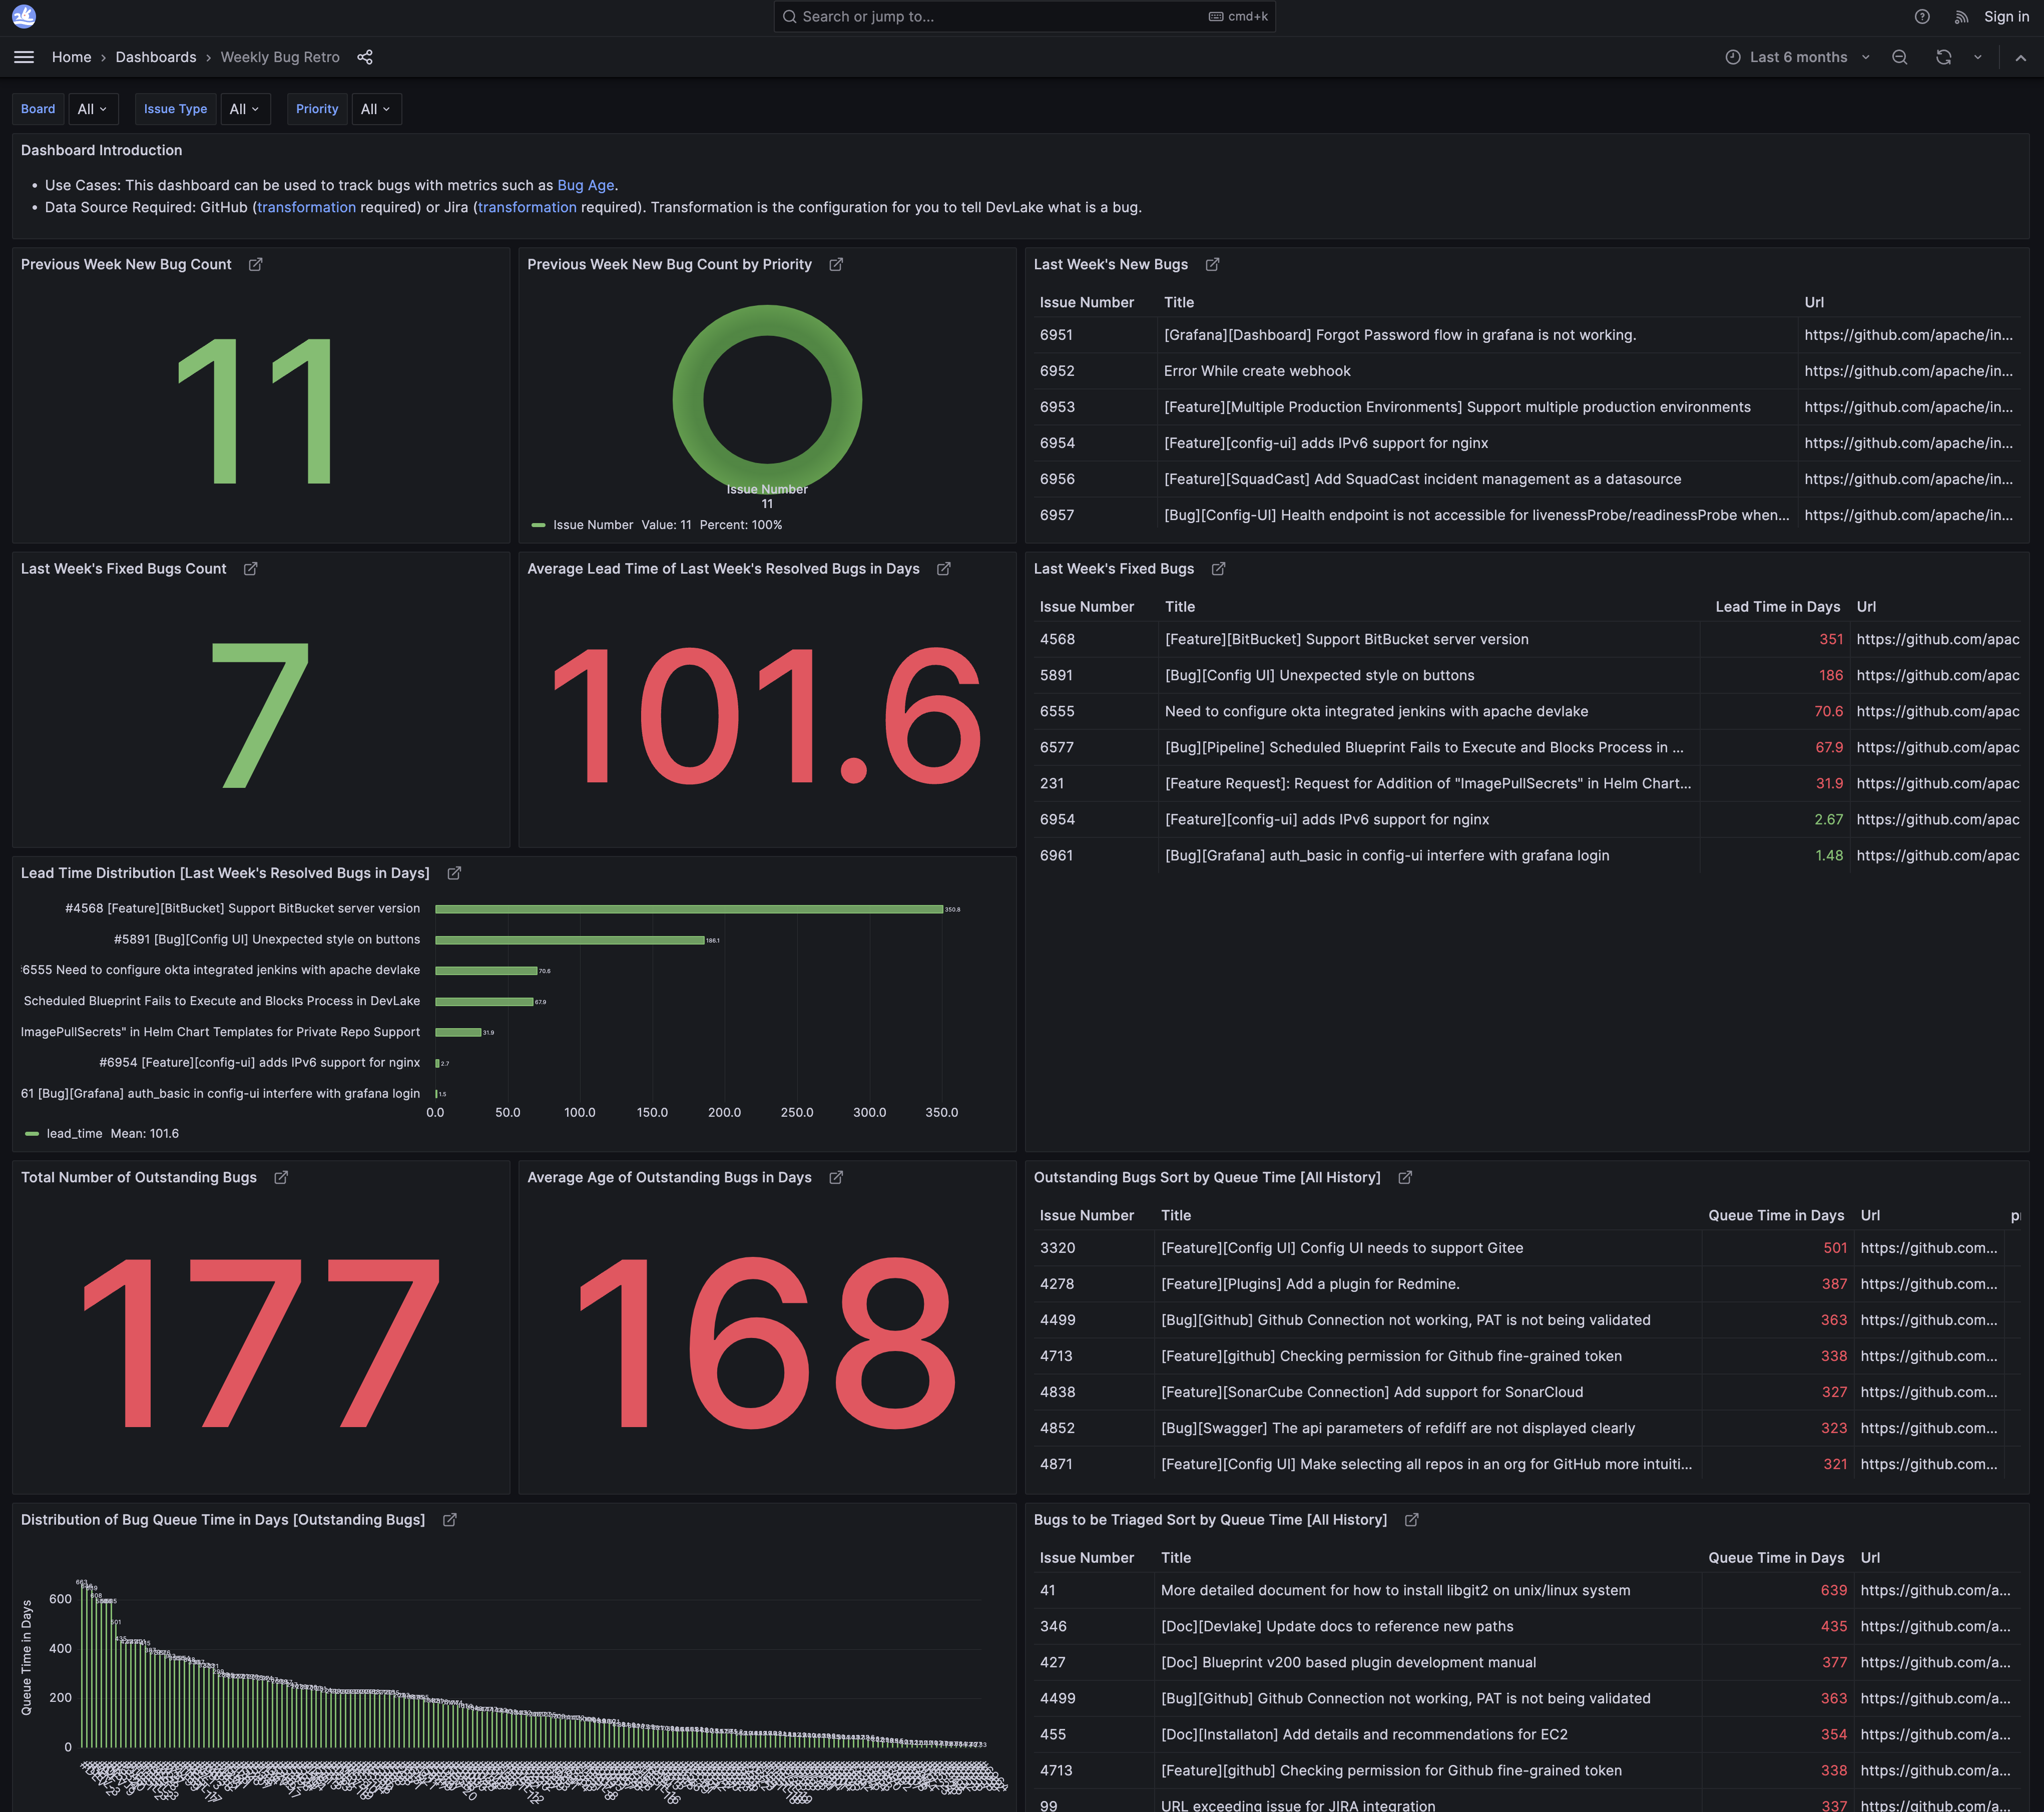 Search or jump to...
cmd+k
Sign in
Home › Dashboards › Weekly Bug Retro
Last 6 months
Board All Issue Type All Priority All
Dashboard Introduction
• Use Cases: This dashboard can be used to track bugs with metrics such as Bug Age.
• Data Source Required: GitHub (transformation required) or Jira (transformation required). Transformation is the configuration for you to tell DevLake what is a bug.
Previous Week New Bug Count
11
Previous Week New Bug Count by Priority
Issue Number
11
Issue Number Value: 11 Percent: 100%
Last Week's New Bugs
Issue Number Title Url
6951 [Grafana][Dashboard] Forgot Password flow in grafana is not working. https://github.com/apache/in...
6952 Error While create webhook https://github.com/apache/in...
6953 [Feature][Multiple Production Environments] Support multiple production environments https://github.com/apache/in...
6954 [Feature][config-ui] adds IPv6 support for nginx https://github.com/apache/in...
6956 [Feature][SquadCast] Add SquadCast incident management as a datasource https://github.com/apache/in...
6957 [Bug][Config-UI] Health endpoint is not accessible for livenessProbe/readinessProbe when... https://github.com/apache/in...
Last Week's Fixed Bugs Count
7
Average Lead Time of Last Week's Resolved Bugs in Days
101.6
Last Week's Fixed Bugs
Issue Number Title Lead Time in Days Url
4568 [Feature][BitBucket] Support BitBucket server version 351 https://github.com/apac
5891 [Bug][Config UI] Unexpected style on buttons 186 https://github.com/apac
6555 Need to configure okta integrated jenkins with apache devlake 70.6 https://github.com/apac
6577 [Bug][Pipeline] Scheduled Blueprint Fails to Execute and Blocks Process in ... 67.9 https://github.com/apac
231 [Feature Request]: Request for Addition of "ImagePullSecrets" in Helm Chart... 31.9 https://github.com/apac
6954 [Feature][config-ui] adds IPv6 support for nginx 2.67 https://github.com/apac
6961 [Bug][Grafana] auth_basic in config-ui interfere with grafana login 1.48 https://github.com/apac
Lead Time Distribution [Last Week's Resolved Bugs in Days]
#4568 [Feature][BitBucket] Support BitBucket server version 350.8
#5891 [Bug][Config UI] Unexpected style on buttons 186.1
6555 Need to configure okta integrated jenkins with apache devlake 70.6
Scheduled Blueprint Fails to Execute and Blocks Process in DevLake 67.9
ImagePullSecrets" in Helm Chart Templates for Private Repo Support 31.9
#6954 [Feature][config-ui] adds IPv6 support for nginx 2.7
61 [Bug][Grafana] auth_basic in config-ui interfere with grafana login 1.5
0.0 50.0 100.0 150.0 200.0 250.0 300.0 350.0
lead_time Mean: 101.6
Total Number of Outstanding Bugs
177
Average Age of Outstanding Bugs in Days
168
Outstanding Bugs Sort by Queue Time [All History]
Issue Number Title Queue Time in Days Url
3320 [Feature][Config UI] Config UI needs to support Gitee 501 https://github.com...
4278 [Feature][Plugins] Add a plugin for Redmine. 387 https://github.com...
4499 [Bug][Github] Github Connection not working, PAT is not being validated 363 https://github.com...
4713 [Feature][github] Checking permission for Github fine-grained token 338 https://github.com...
4838 [Feature][SonarCube Connection] Add support for SonarCloud 327 https://github.com...
4852 [Bug][Swagger] The api parameters of refdiff are not displayed clearly 323 https://github.com...
4871 [Feature][Config UI] Make selecting all repos in an org for GitHub more intuiti... 321 https://github.com...
Distribution of Bug Queue Time in Days [Outstanding Bugs]
Queue Time in Days
600
400
200
0
Bugs to be Triaged Sort by Queue Time [All History]
Issue Number Title Queue Time in Days Url
41 More detailed document for how to install libgit2 on unix/linux system 639 https://github.com/a...
346 [Doc][Devlake] Update docs to reference new paths 435 https://github.com/a...
427 [Doc] Blueprint v200 based plugin development manual 377 https://github.com/a...
4499 [Bug][Github] Github Connection not working, PAT is not being validated 363 https://github.com/a...
455 [Doc][Installaton] Add details and recommendations for EC2 354 https://github.com/a...
4713 [Feature][github] Checking permission for Github fine-grained token 338 https://github.com/a...
99 URL exceeding issue for JIRA integration 337 https://github.com/a...